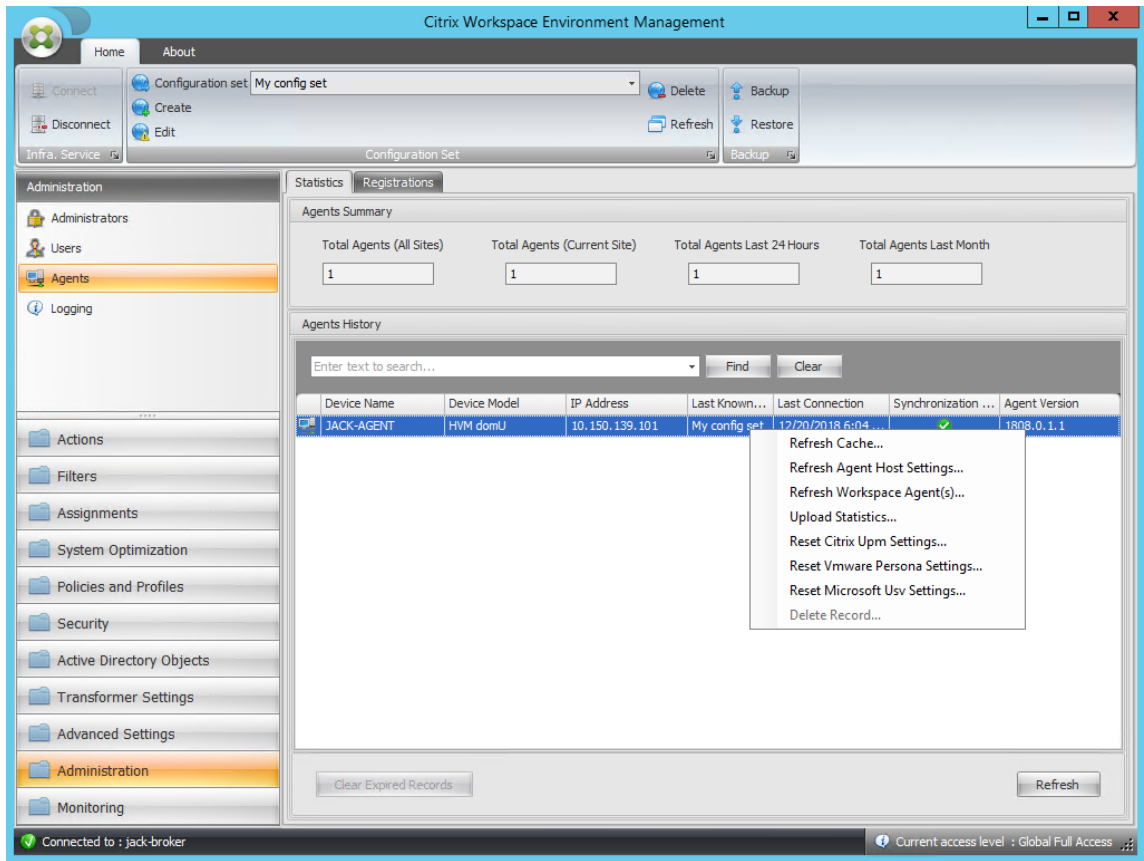 Citrix Workspace Environment Management
Home
About
Connect
Disconnect
Infra. Service
Configuration set
My config set
Create
Edit
Delete
Refresh
Configuration Set
Backup
Restore
Backup
Administration
Administrators
Users
Agents
Logging
Actions
Filters
Assignments
System Optimization
Policies and Profiles
Security
Active Directory Objects
Transformer Settings
Advanced Settings
Administration
Monitoring
Statistics
Registrations
Agents Summary
Total Agents (All Sites)
Total Agents (Current Site)
Total Agents Last 24 Hours
Total Agents Last Month
1
1
1
1
Agents History
Enter text to search...
Find
Clear
Device Name
Device Model
IP Address
Last Known...
Last Connection
Synchronization ...
Agent Version
JACK-AGENT
HVM domU
10.150.139.101
My config set
12/20/2018 6:04 ...
1808.0.1.1
Refresh Cache...
Refresh Agent Host Settings...
Refresh Workspace Agent(s)...
Upload Statistics...
Reset Citrix Upm Settings...
Reset Vmware Persona Settings...
Reset Microsoft Usv Settings...
Delete Record...
Clear Expired Records
Refresh
Connected to : jack-broker
Current access level : Global Full Access